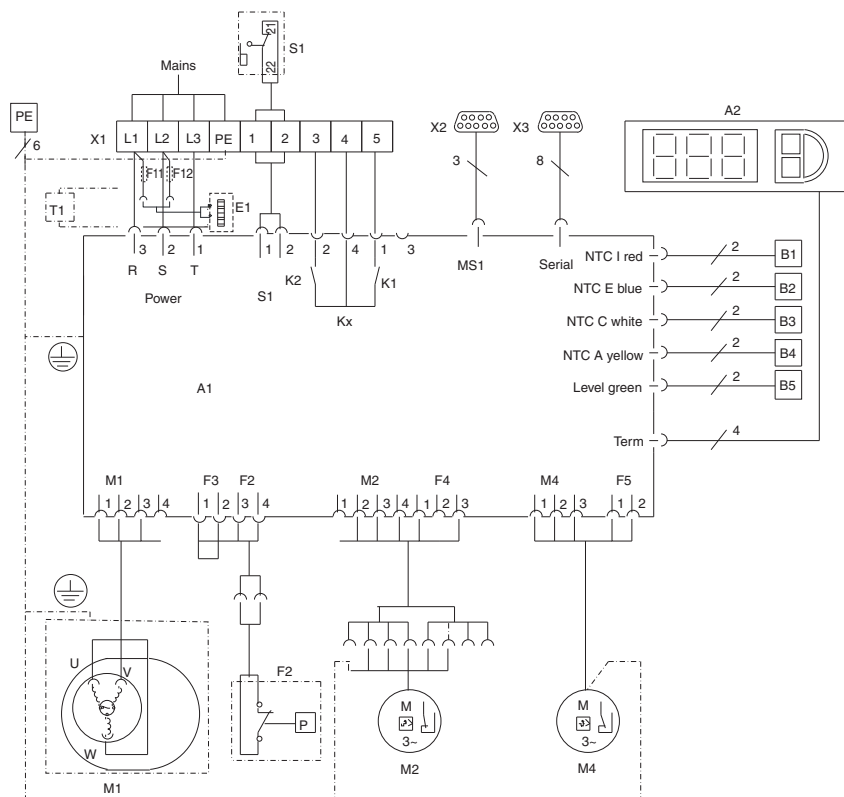 21
S1
22
Mains
PE
6
X1 L1 L2 L3 PE 1 2 3 4 5
X2
3
X3
8
A2
F11 F12
T1
E1
3 2 1
R S T
Power
1 2
S1
2 4 1 3
K2 K1
Kx
MS1
Serial
NTC I red 2 B1
NTC E blue 2 B2
NTC C white 2 B3
NTC A yellow 2 B4
Level green 2 B5
Term 4
A1
M1 F3 F2 M2 F4 M4 F5
1 2 3 4 1 2 3 4 1 2 3 4 1 2 3 1 2 3 1 2
U V
W
M1
F2
P
M
3~
M2
M
3~
M4